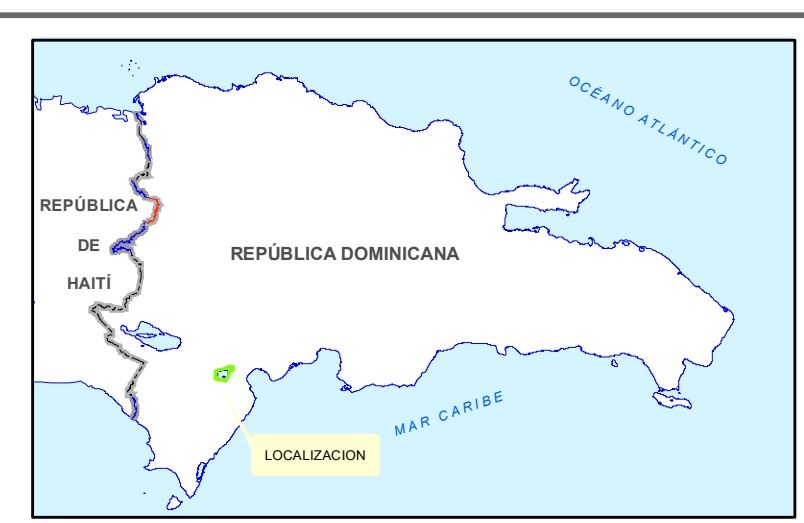 OCÉANO ATLÁNTICO
REPÚBLICA
DE
HAITÍ
REPÚBLICA DOMINICANA
MAR CARIBE
LOCALIZACION